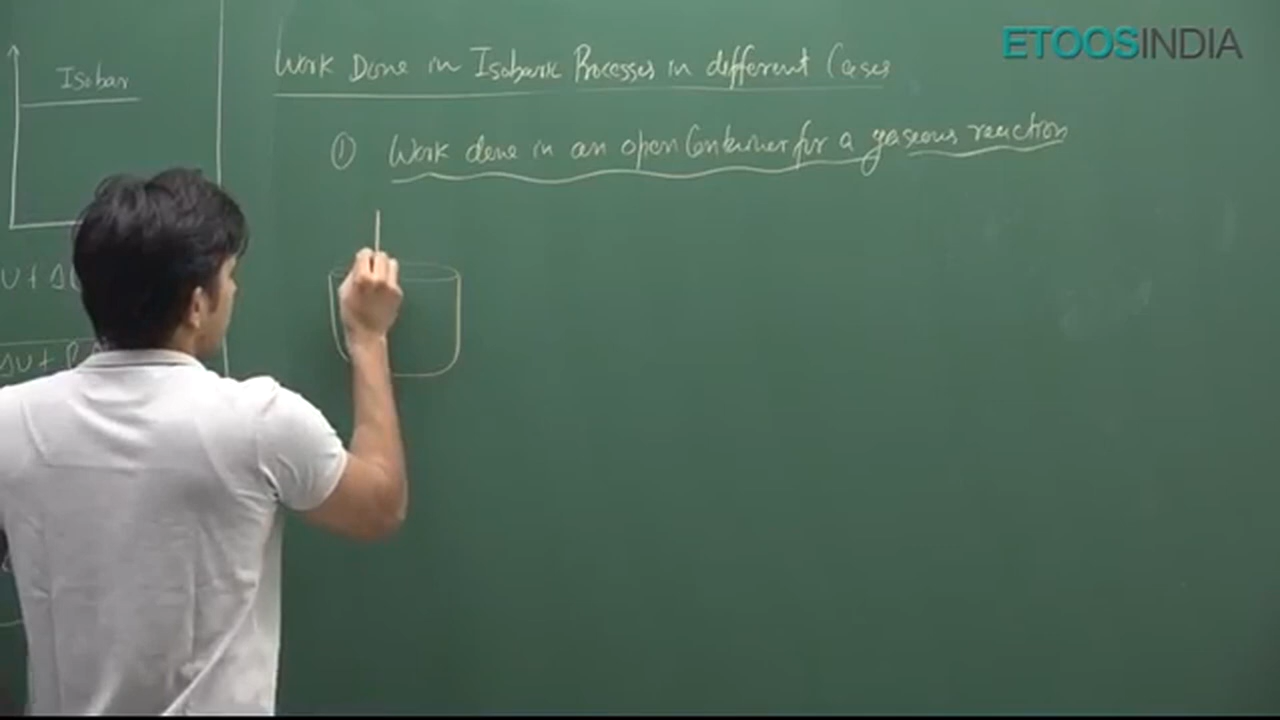 ETOOSINDIA
Isobar
Work Done in Isobaric Processes in different Cases
① Work done in an open Container for a gaseous reaction
U + Δ
ΔU + P